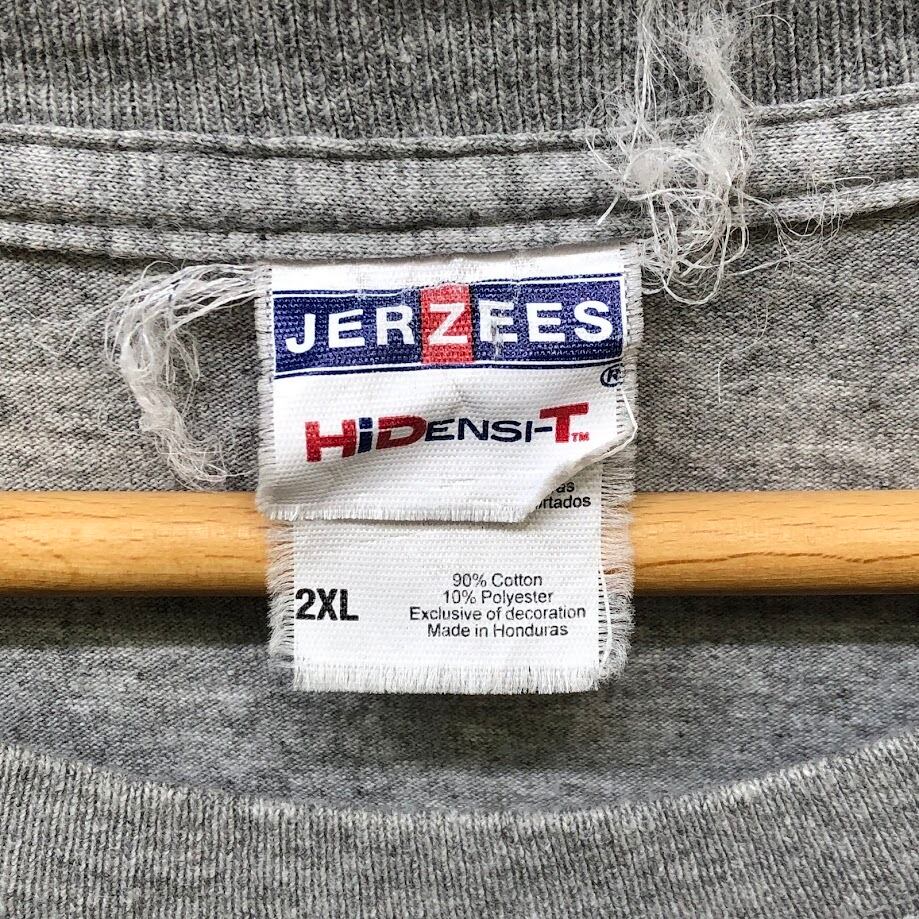 JERZEES®
HiDENSI-T™
2XL
90% Cotton
10% Polyester
Exclusive of decoration
Made in Honduras